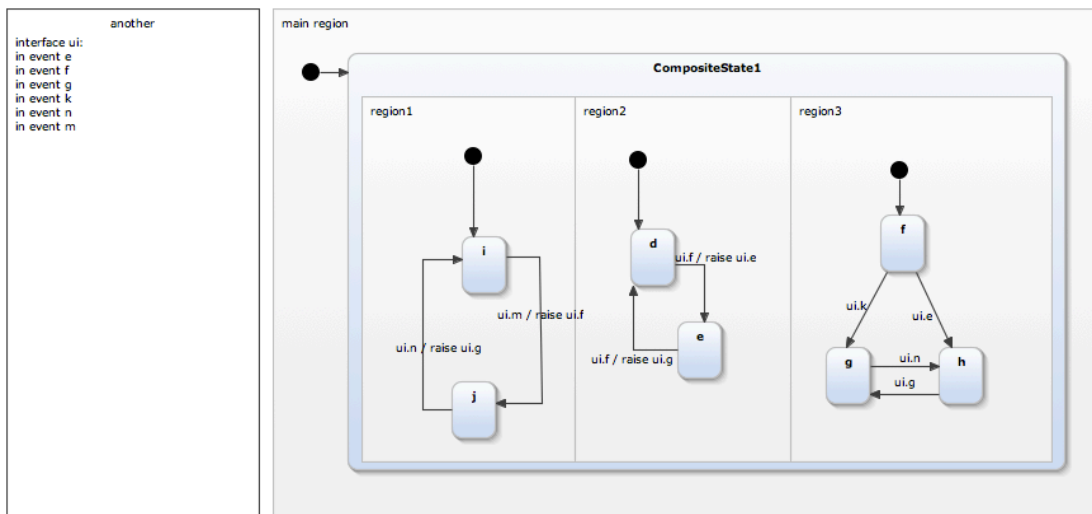 another
interface ui:
in event e
in event f
in event g
in event k
in event n
in event m
main region
CompositeState1
region1
i
ui.m / raise ui.f
ui.n / raise ui.g
j
region2
d
ui.f / raise ui.e
e
ui.f / raise ui.g
region3
f
ui.k
ui.e
g
ui.n
h
ui.g